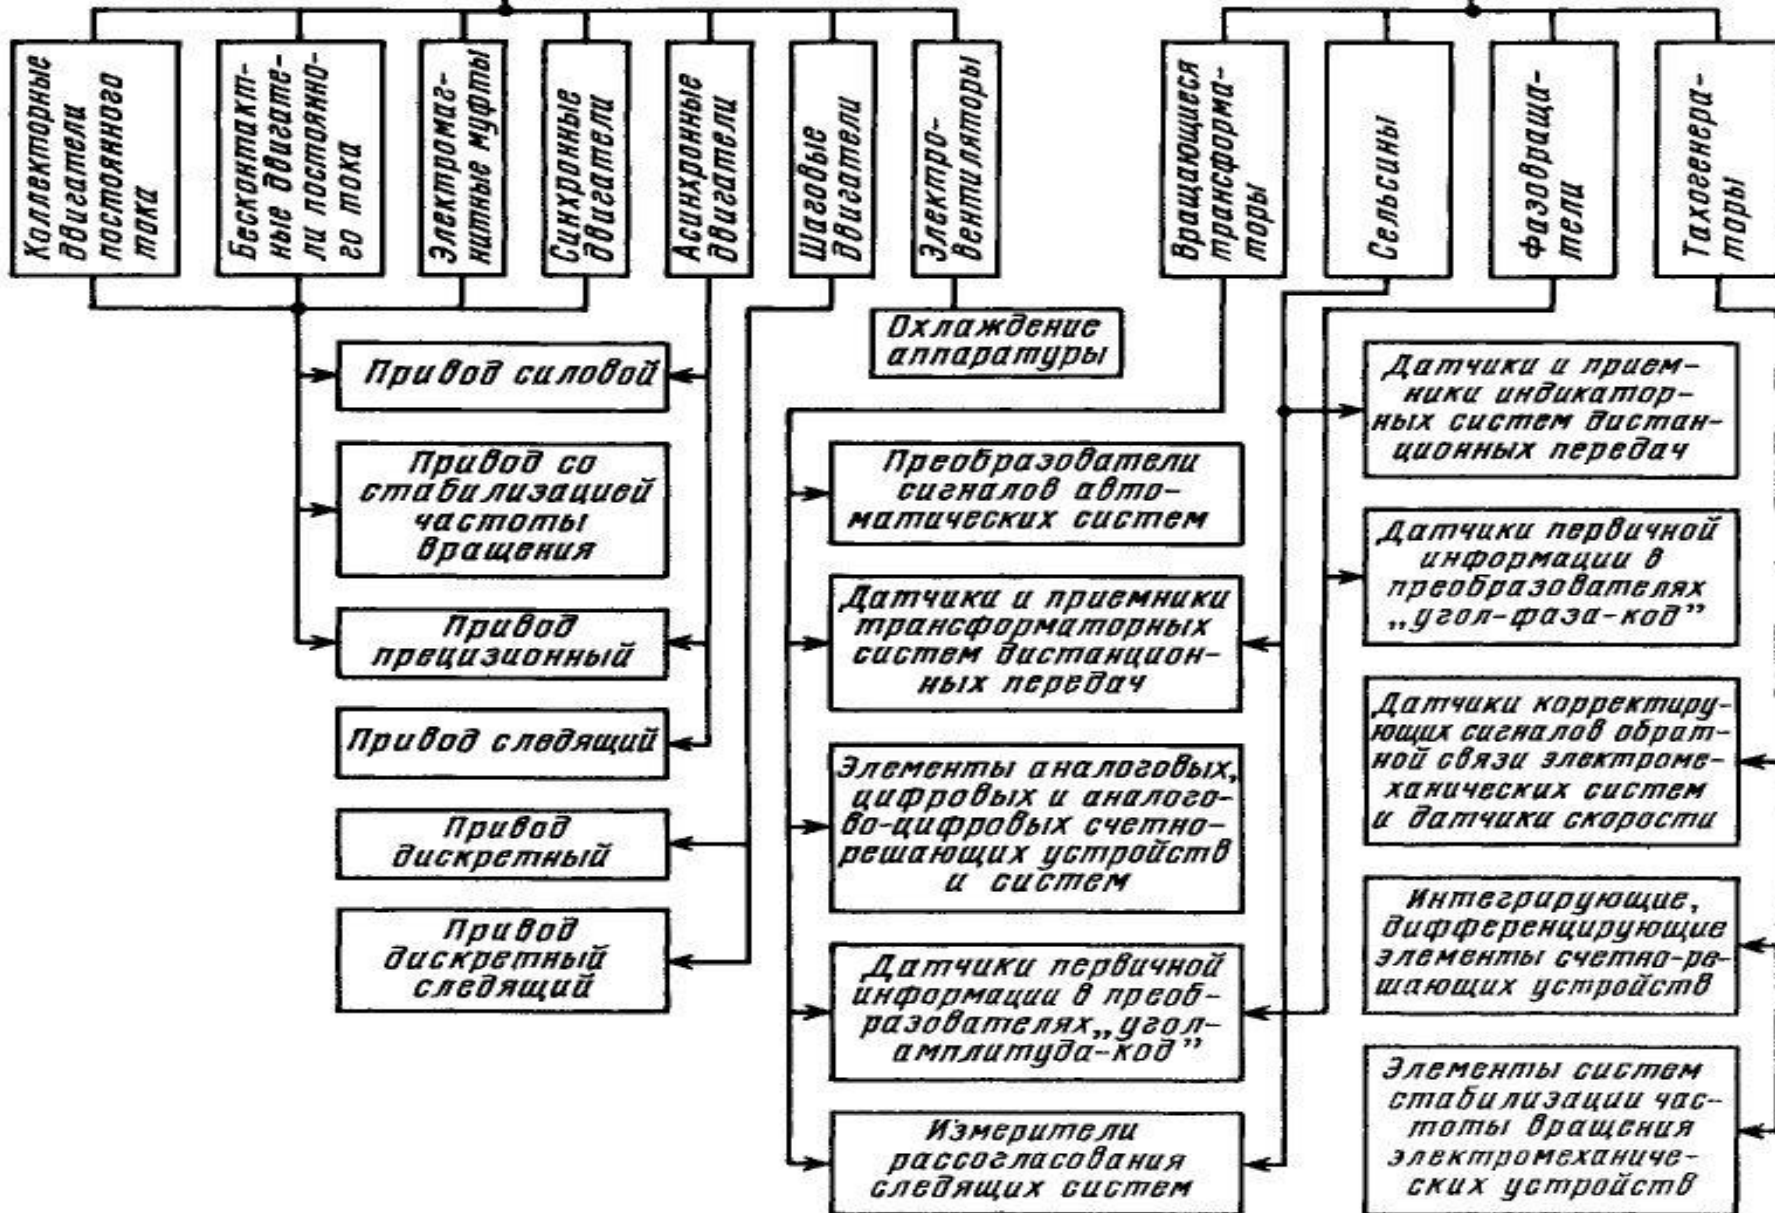 Коллекторные
двигатели
постоянного
тока
Бесконтакт-
ные двигате-
ли постоянно-
го тока
Электромаг-
нитные муфты
Синхронные
двигатели
Асинхронные
двигатели
Шаговые
двигатели
Электро-
вентиляторы
Вращающиеся
трансформа-
торы
Сельсины
Фазовраща-
тели
Тахогенера-
торы
Охлаждение
аппаратуры
Привод силовой
Привод со
стабилизацией
частоты
вращения
Привод
прецизионный
Привод следящий
Привод
дискретный
Привод
дискретный
следящий
Преобразователи
сигналов авто-
матических систем
Датчики и приемники
трансформаторных
систем дистанцион-
ных передач
Элементы аналоговых,
цифровых и аналого-
во-цифровых счетно-
решающих устройств
и систем
Датчики первичной
информации в преоб-
разователях „угол-
амплитуда-код”
Измерители
рассогласования
следящих систем
Датчики и прием-
ники индикатор-
ных систем дистан-
ционных передач
Датчики первичной
информации в
преобразователях
„угол-фаза-код”
Датчики корректиру-
ющих сигналов обрат-
ной связи электроме-
ханических систем
и датчики скорости
Интегрирующие,
дифференцирующие
элементы счетно-ре-
шающих устройств
Элементы систем
стабилизации час-
тоты вращения
электромеханиче-
ских устройств